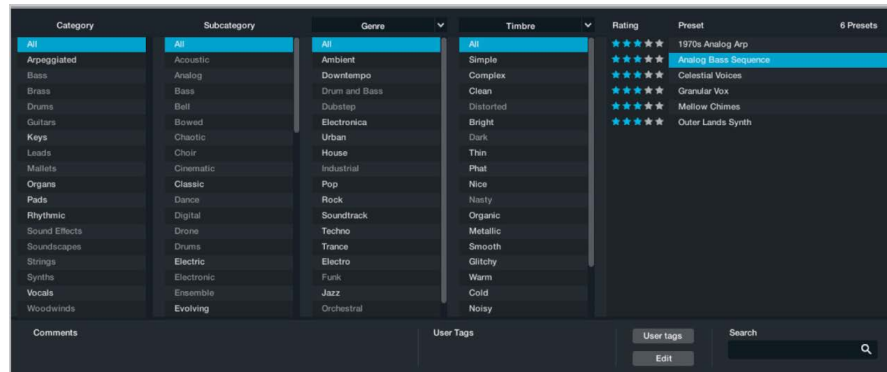 Category Subcategory Genre Timbre Rating Preset 6 Presets
All All All All 1970s Analog Arp
Arpeggiated Acoustic Ambient Simple Analog Bass Sequence
Bass Analog Downtempo Complex Celestial Voices
Brass Bass Drum and Bass Clean Granular Vox
Drums Bell Dubstep Distorted Mellow Chimes
Guitars Bowed Electronica Bright Outer Lands Synth
Keys Chaotic Urban Dark
Leads Choir House Thin
Mallets Cinematic Industrial Phat
Organs Classic Pop Nice
Pads Dance Rock Nasty
Rhythmic Digital Soundtrack Organic
Sound Effects Drone Techno Metallic
Soundscapes Drums Trance Smooth
Strings Electric Electro Glitchy
Synths Electronic Funk Warm
Vocals Ensemble Jazz Cold
Woodwinds Evolving Orchestral Noisy
Comments User Tags User tags Search
Edit